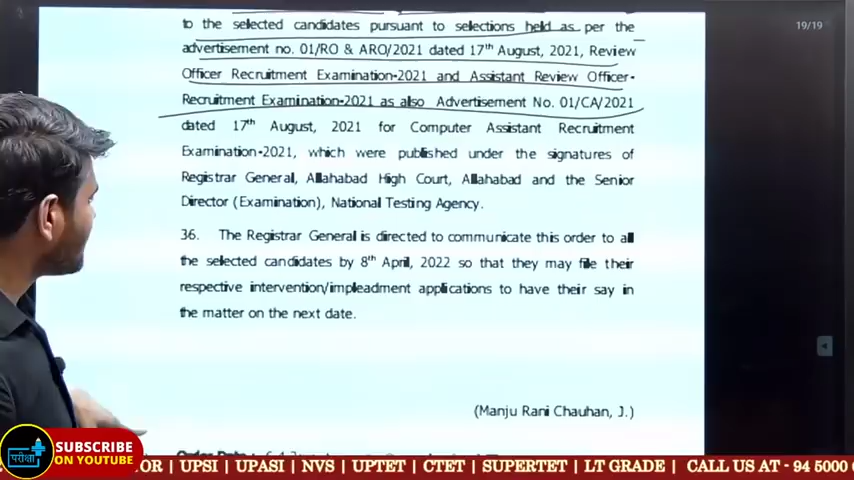 to the selected candidates pursuant to selections held as per the
19/19
advertisement no. 01/RO & ARO/2021 dated 17th August, 2021, Review
Officer Recruitment Examination-2021 and Assistant Review Officer-
Recruitment Examination-2021 as also Advertisement No. 01/CA/2021
dated 17th August, 2021 for Computer Assistant Recruitment
Examination-2021, which were published under the signatures of
Registrar General, Allahabad High Court, Allahabad and the Senior
Director (Examination), National Testing Agency.
36. The Registrar General is directed to communicate this order to all
the selected candidates by 8th April, 2022 so that they may file their
respective intervention/impleadment applications to have their say in
the matter on the next date.
(Manju Rani Chauhan, J.)
परीक्षा
SUBSCRIBE
ON YOUTUBE
TOR | UPSI | UPASI | NVS | UPTET | CTET | SUPERTET | LT GRADE | CALL US AT - 94 5000